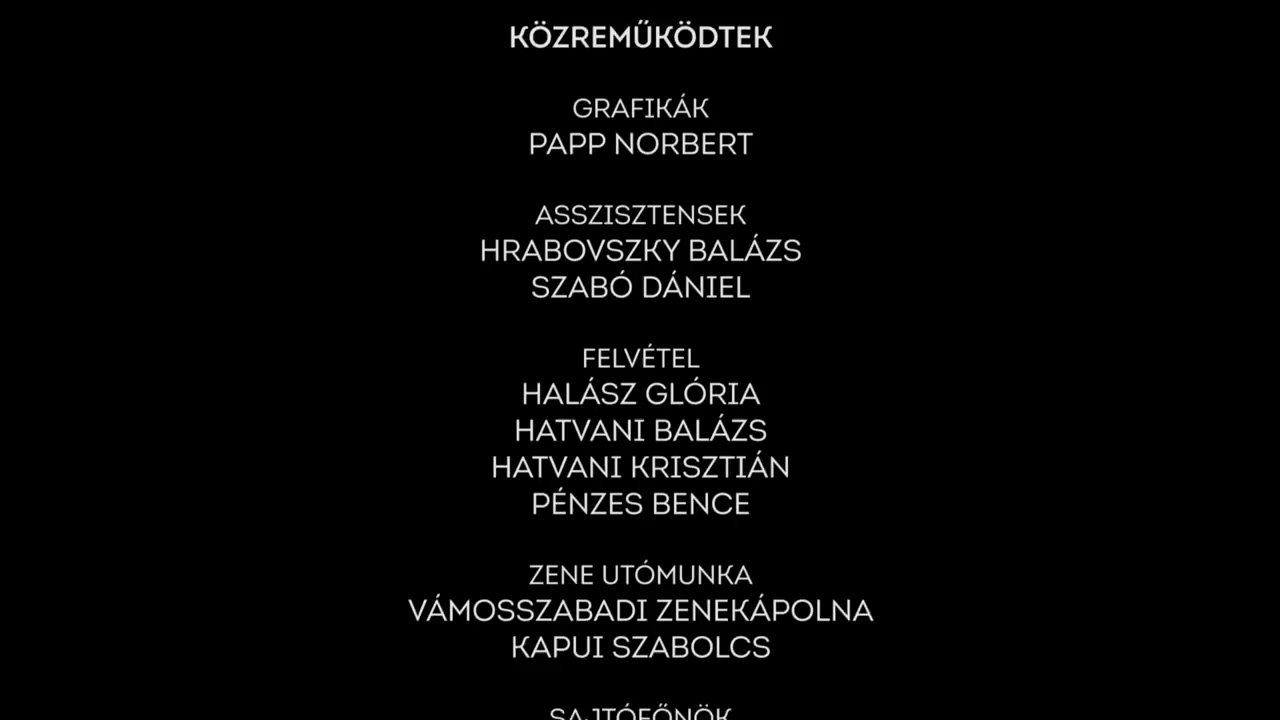 KÖZREMŰKÖDTEK
GRAFIKÁK
PAPP NORBERT
ASSZISZTENSEK
HRABOVSZKY BALÁZS
SZABÓ DÁNIEL
FELVÉTEL
HALÁSZ GLÓRIA
HATVANI BALÁZS
HATVANI KRISZTIÁN
PÉNZES BENCE
ZENE UTÓMUNKA
VÁMOSSZABADI ZENEKÁPOLNA
KAPUI SZABOLCS
SAJTÓFŐNÖK